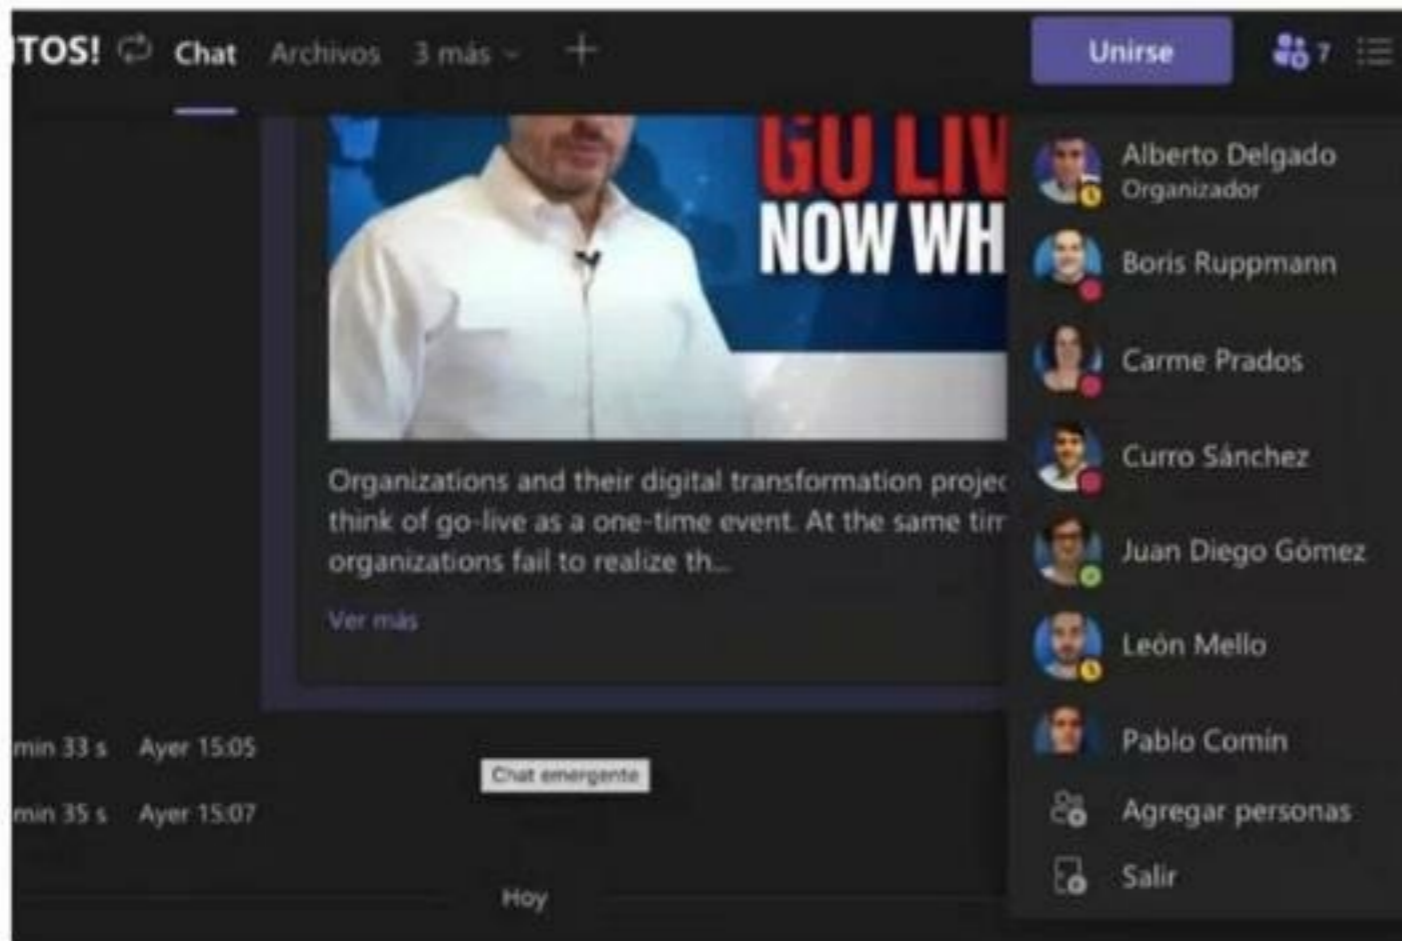 ITOS! Chat Archivos 3 más Unirse 7
GO LIV
NOW WH
Organizations and their digital transformation projec
think of go-live as a one-time event. At the same tim
organizations fail to realize th...
Ver más
min 33 s Ayer 15:05
Chat emergente
min 35 s Ayer 15:07
Hoy
Alberto Delgado
Organizador
Boris Ruppmann
Carme Prados
Curro Sánchez
Juan Diego Gómez
León Mello
Pablo Comín
Agregar personas
Salir